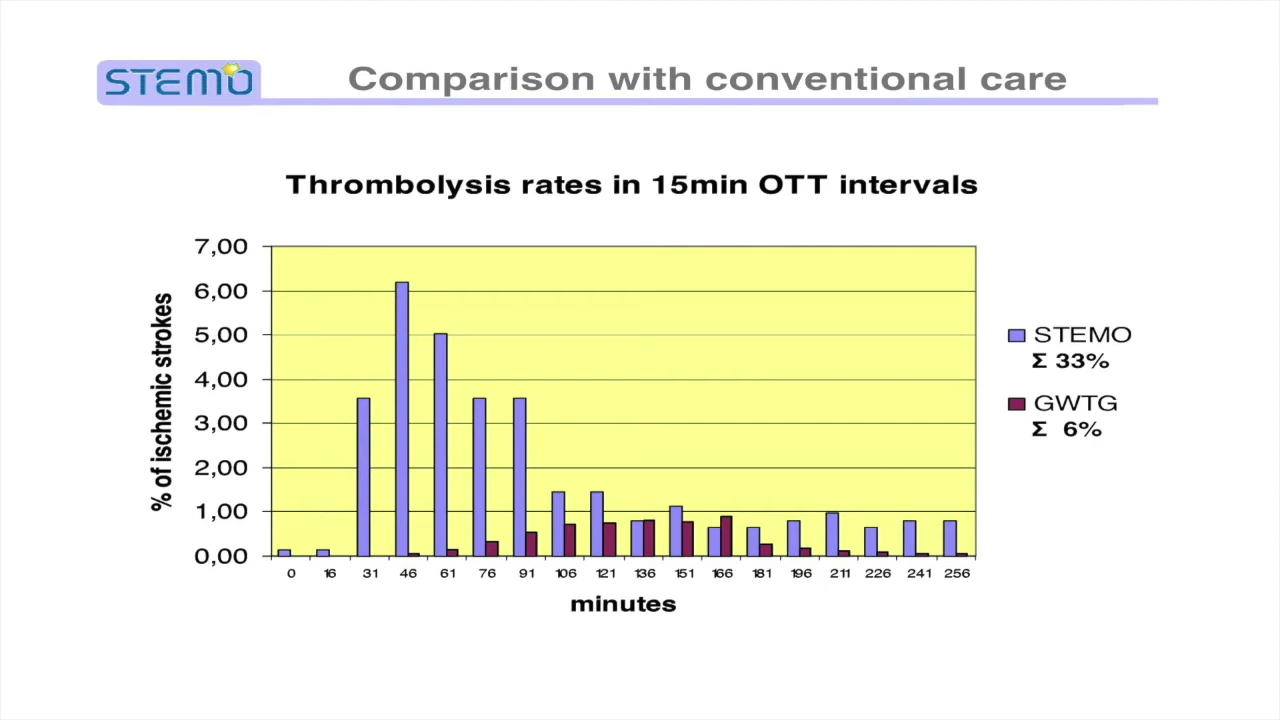 STEMO
Comparison with conventional care
Thrombolysis rates in 15min OTT intervals
% of ischemic strokes
7,00
6,00
5,00
4,00
3,00
2,00
1,00
0,00
0 16 31 46 61 76 91 106 121 136 151 166 181 196 211 226 241 256
minutes
STEMO
Σ 33%
GWTG
Σ 6%